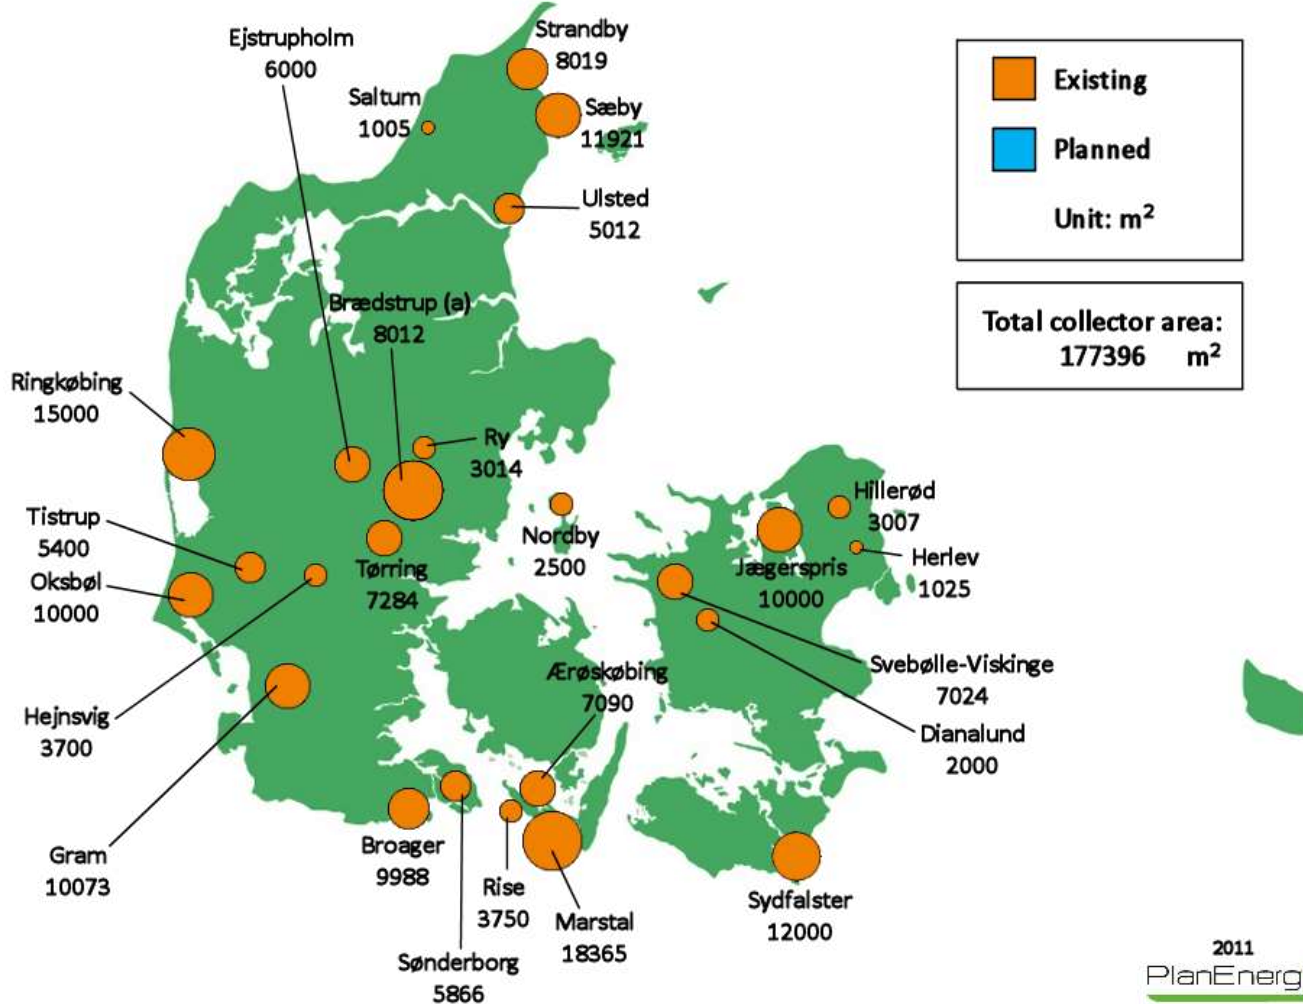 Strandby
8019
Ejstrupholm
6000
Saltum
1005
Sæby
11921
Ulsted
5012
Brædstrup (a)
8012
Ringkøbing
15000
Ry
3014
Tistrup
5400
Oksbøl
10000
Tørring
7284
Nordby
2500
Hillerød
3007
Jægerspris
10000
Herlev
1025
Svebølle-Viskinge
7024
Dianalund
2000
Ærøskøbing
7090
Hejnsvig
3700
Gram
10073
Broager
9988
Rise
3750
Marstal
18365
Sønderborg
5866
Sydfalster
12000
Existing
Planned
Unit: m²
Total collector area:
177396 m²
2011
PlanEnerg